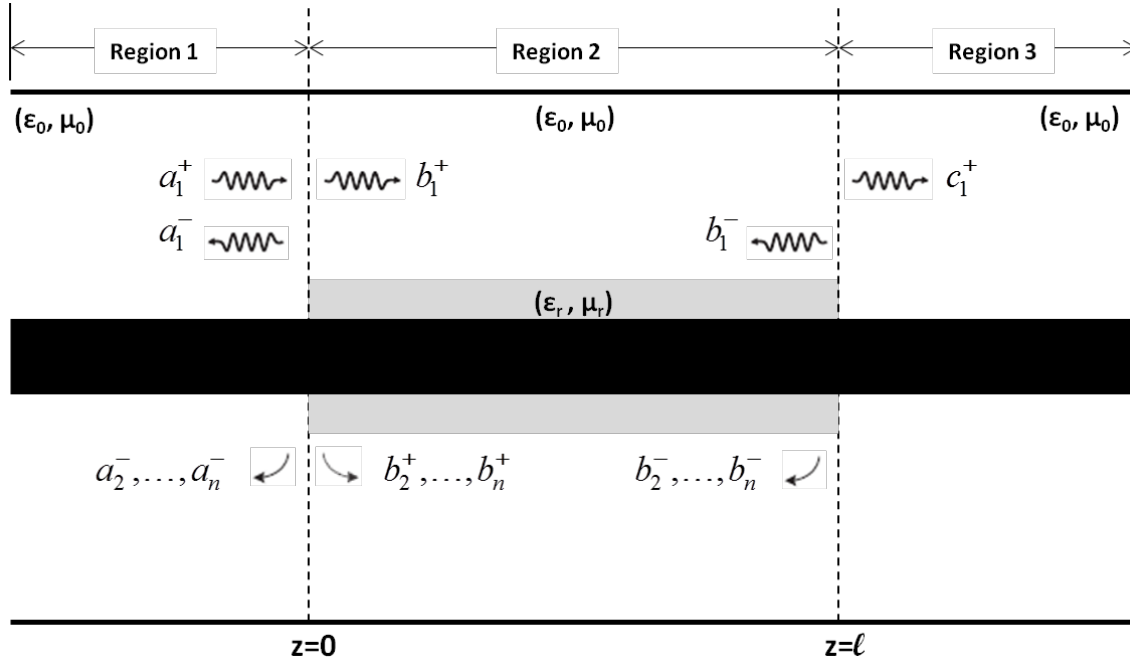 Region 1 Region 2 Region 3
(ε₀, μ₀) (ε₀, μ₀) (ε₀, μ₀)
a₁⁺ b₁⁺ c₁⁺
a₁⁻ b₁⁻
(εᵣ, μᵣ)
a₂⁻,…,aₙ⁻ b₂⁺,…,bₙ⁺ b₂⁻,…,bₙ⁻
z=0 z=ℓ